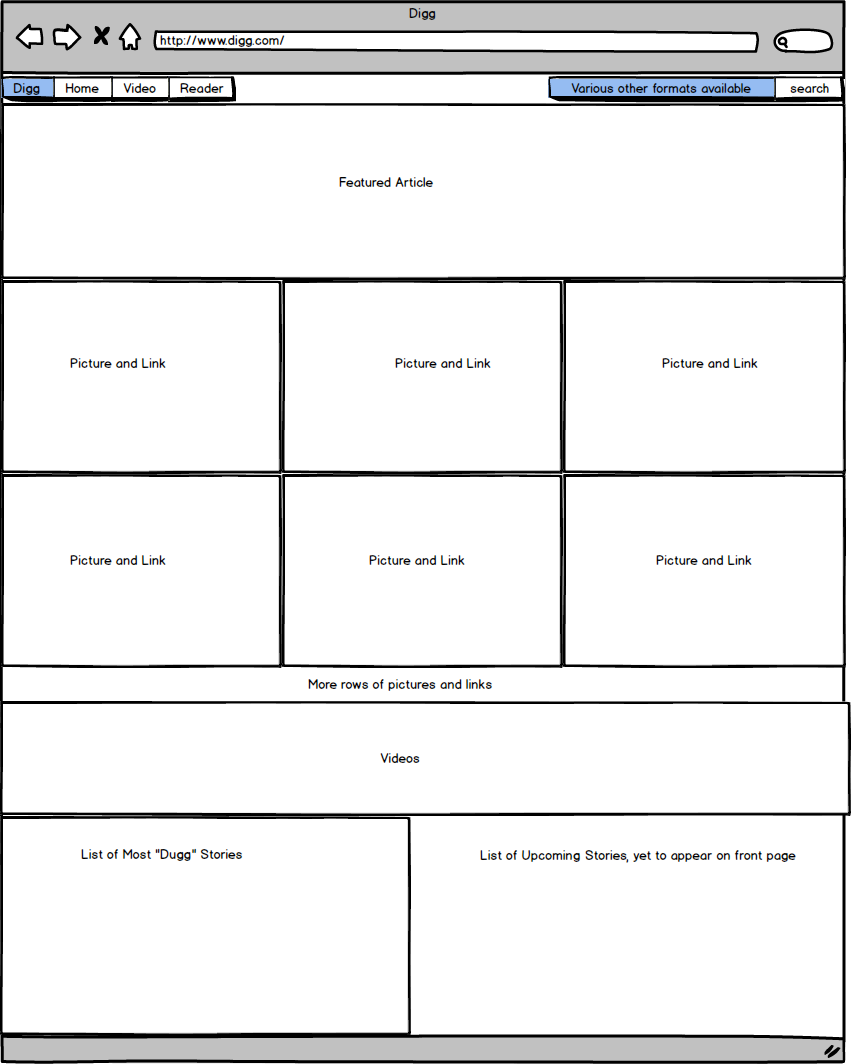 Digg
http://www.digg.com/
Digg Home Video Reader Various other formats available search
Featured Article
Picture and Link Picture and Link Picture and Link
Picture and Link Picture and Link Picture and Link
More rows of pictures and links
Videos
List of Most "Dugg" Stories
List of Upcoming Stories, yet to appear on front page